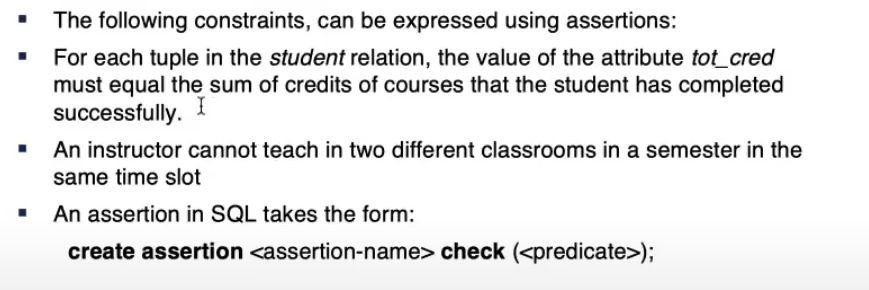 ▪ The following constraints, can be expressed using assertions:
▪ For each tuple in the student relation, the value of the attribute tot_cred
must equal the sum of credits of courses that the student has completed
successfully.
▪ An instructor cannot teach in two different classrooms in a semester in the
same time slot
▪ An assertion in SQL takes the form:
create assertion <assertion-name> check (<predicate>);